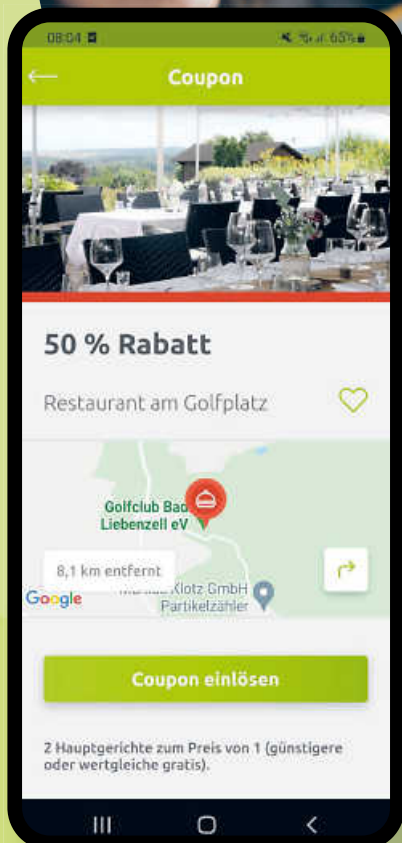 08:04
65%
Coupon
50 % Rabatt
Restaurant am Golfplatz
Golfclub Bad
Liebenzell eV
8,1 km entfernt
Klotz GmbH
Google
Partikelzähler
Coupon einlösen
2 Hauptgerichte zum Preis von 1 (günstigere
oder wertgleiche gratis).